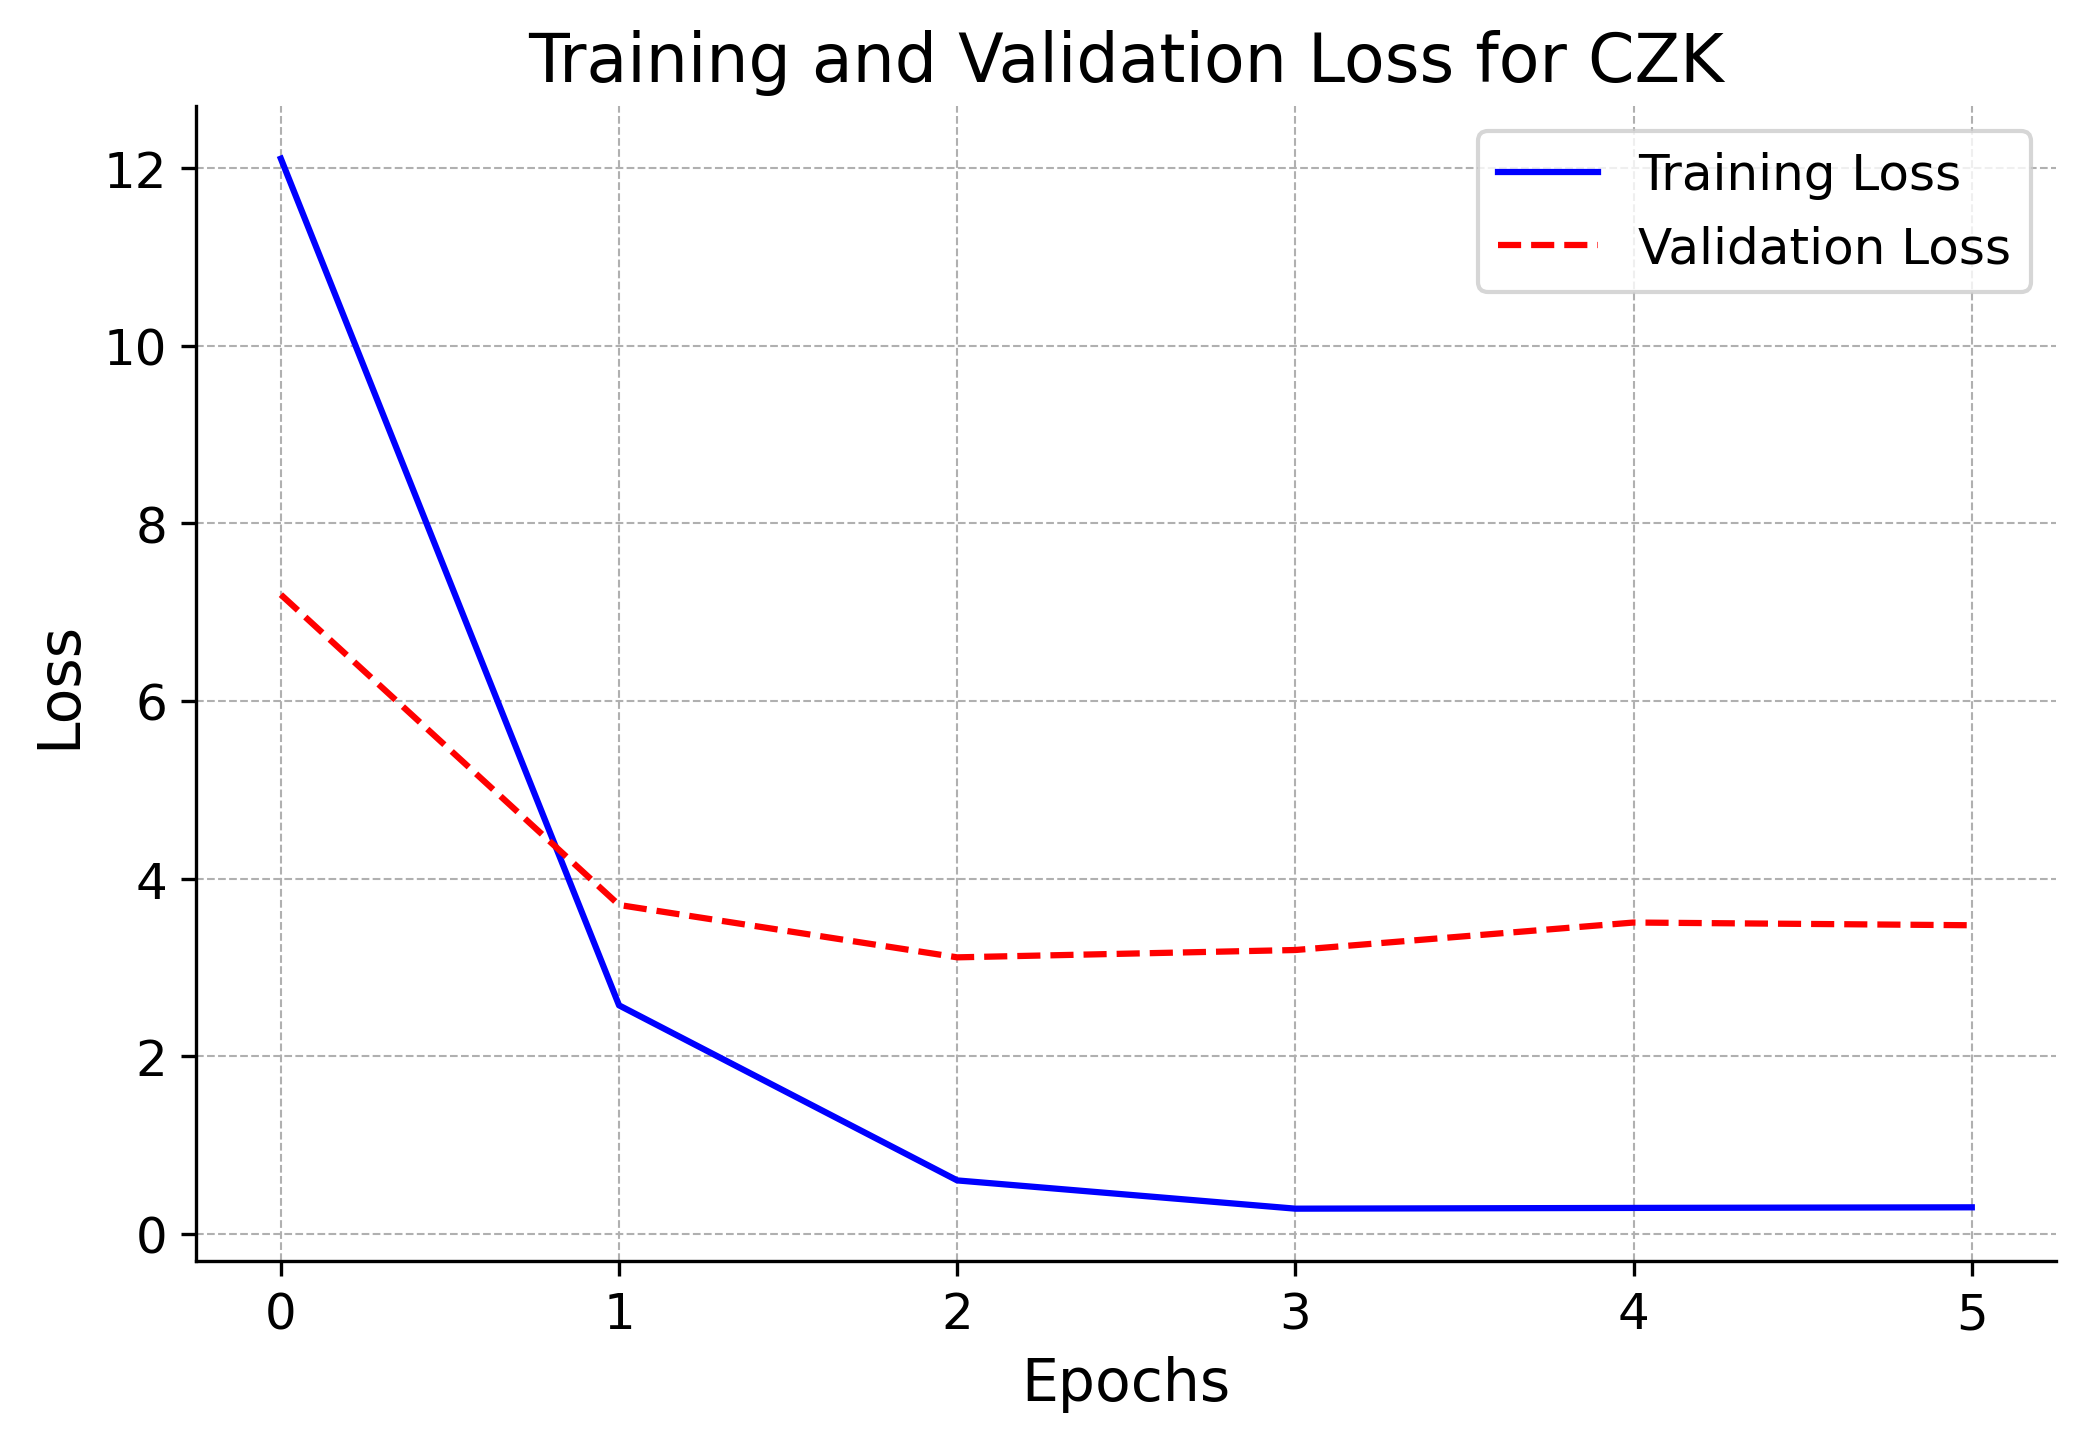 Training and Validation Loss for CZK
Training Loss
Validation Loss
12
10
8
6
4
2
0
Loss
0 1 2 3 4 5
Epochs